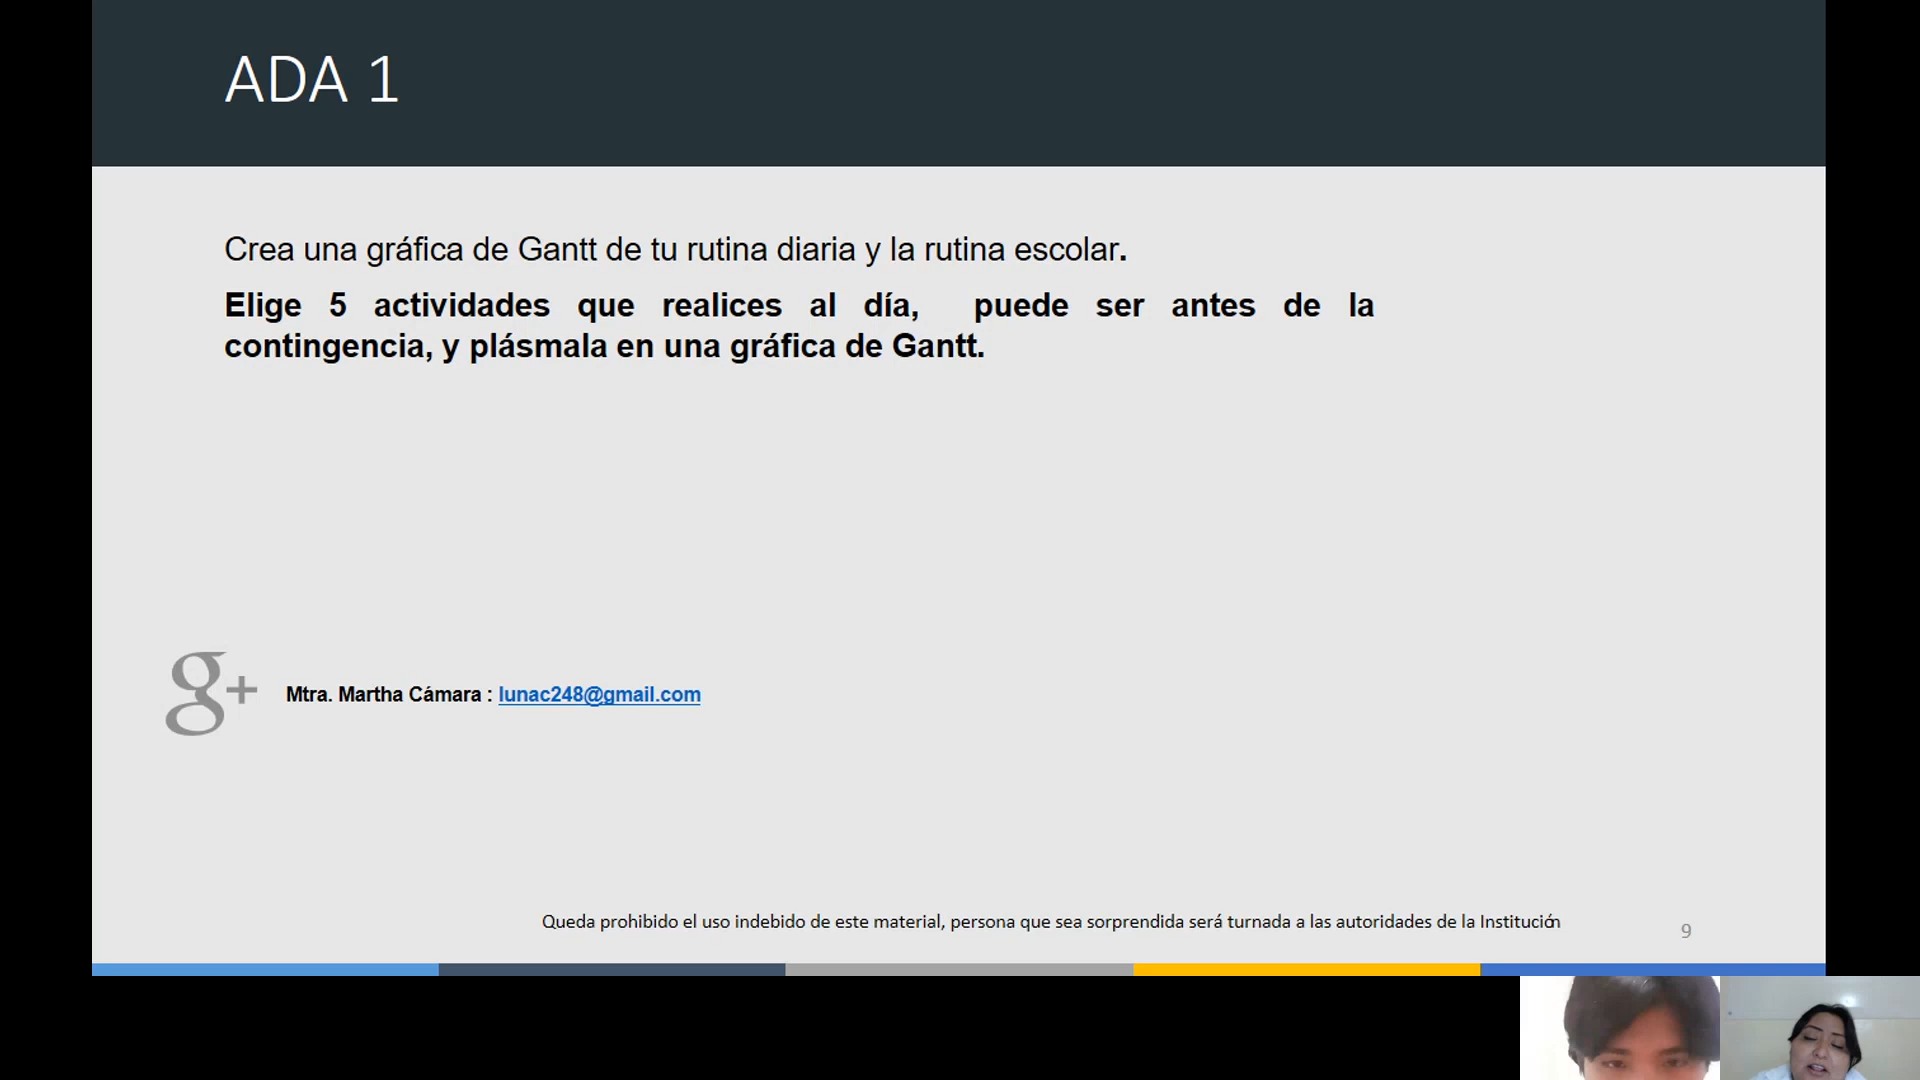 ADA 1
Crea una gráfica de Gantt de tu rutina diaria y la rutina escolar.
Elige 5 actividades que realices al día, puede ser antes de la
contingencia, y plásmala en una gráfica de Gantt.
g+ Mtra. Martha Cámara : lunac248@gmail.com
Queda prohibido el uso indebido de este material, persona que sea sorprendida será turnada a las autoridades de la Institución
9